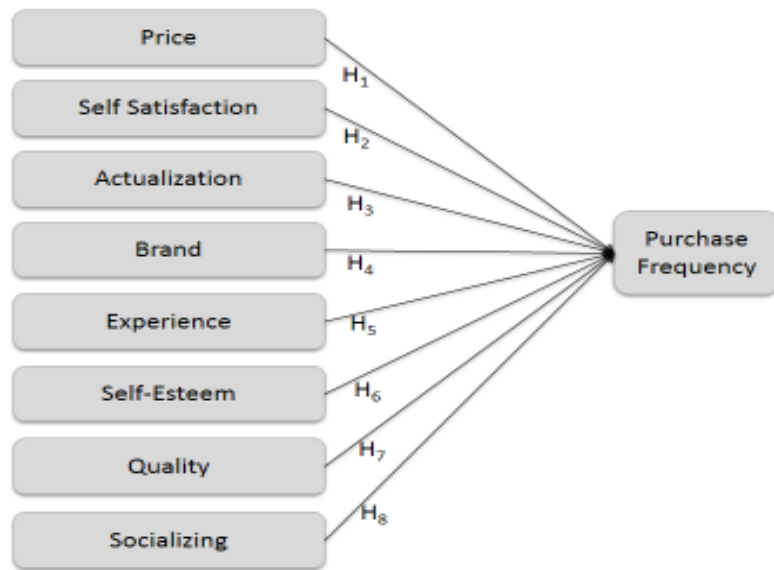 Price
H₁
Self Satisfaction
H₂
Actualization
H₃
Brand
H₄
Experience
H₅
Self-Esteem
H₆
Quality
H₇
Socializing
H₈
Purchase
Frequency